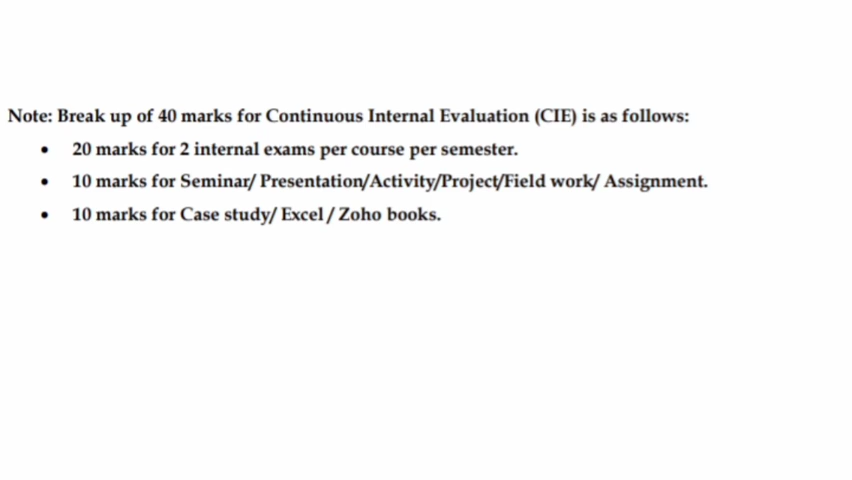 Note: Break up of 40 marks for Continuous Internal Evaluation (CIE) is as follows:
• 20 marks for 2 internal exams per course per semester.
• 10 marks for Seminar/ Presentation/Activity/Project/Field work/ Assignment.
• 10 marks for Case study/ Excel / Zoho books.